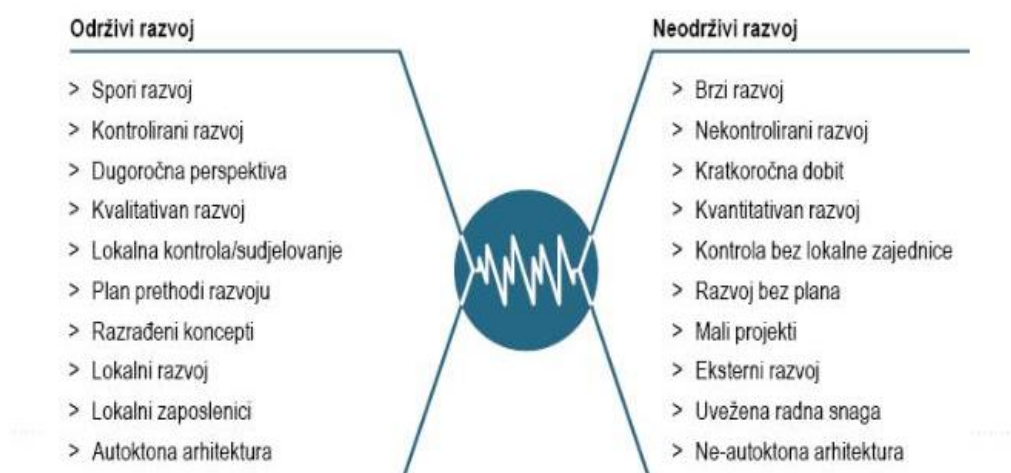 Održivi razvoj
> Spori razvoj
> Kontrolirani razvoj
> Dugoročna perspektiva
> Kvalitativan razvoj
> Lokalna kontrola/sudjelovanje
> Plan prethodi razvoju
> Razrađeni koncepti
> Lokalni razvoj
> Lokalni zaposlenici
> Autoktona arhitektura
Neodrživi razvoj
> Brzi razvoj
> Nekontrolirani razvoj
> Kratkoročna dobit
> Kvantitativan razvoj
> Kontrola bez lokalne zajednice
> Razvoj bez plana
> Mali projekti
> Eksterni razvoj
> Uvežena radna snaga
> Ne-autoktona arhitektura